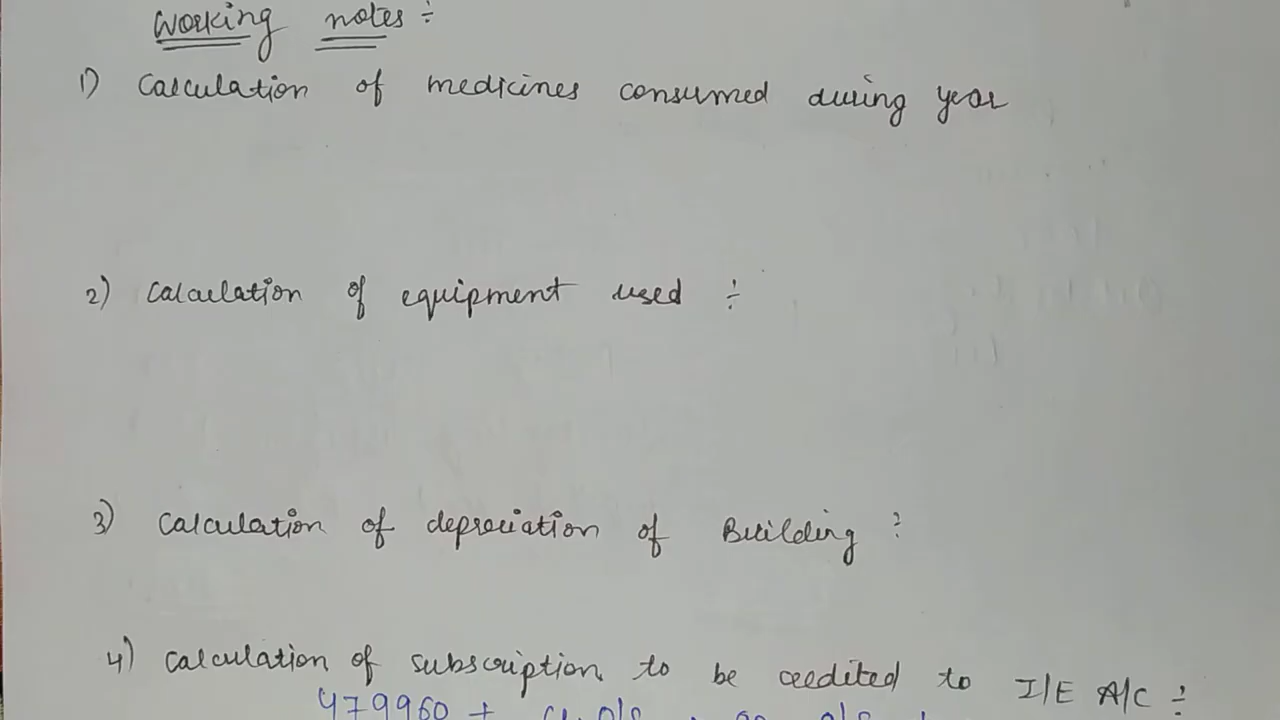 Working notes ÷
1) Calculation of medicines consumed during year
2) Calculation of equipment used ÷
3) Calculation of depreciation of Building :
4) Calculation of subscription to be credited to I/E A/C ÷
479960 +